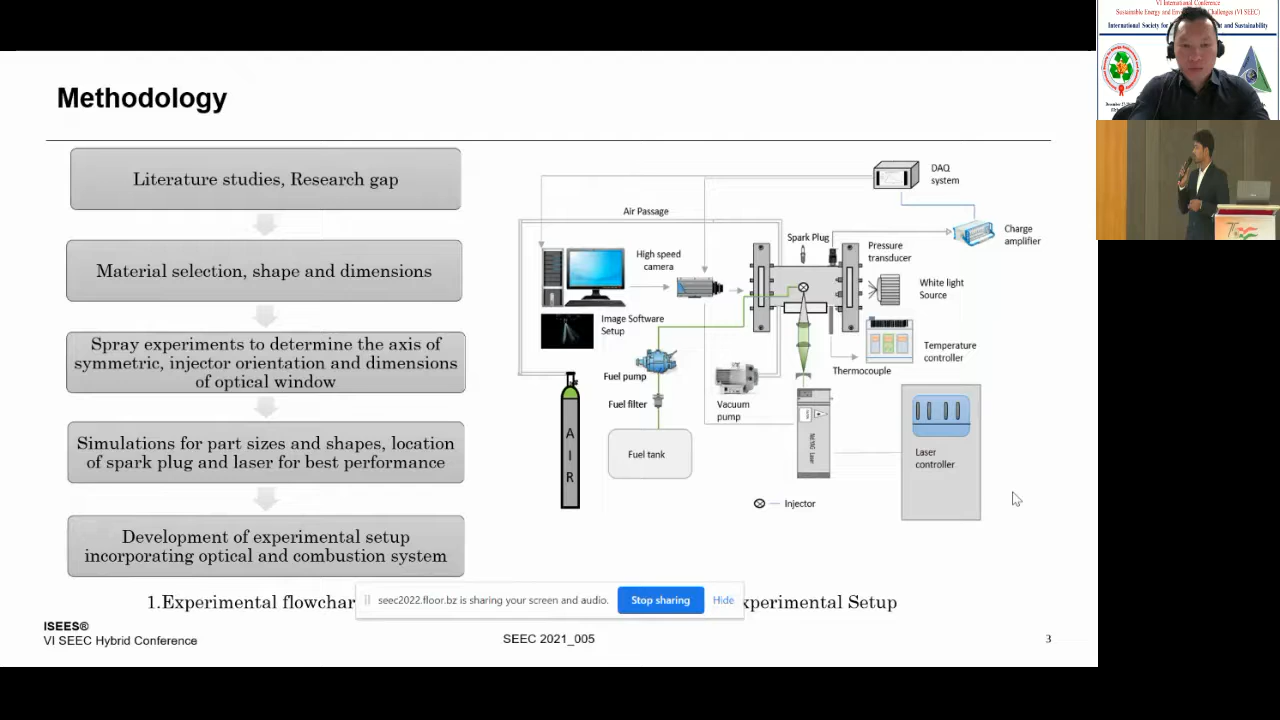 Methodology
Literature studies, Research gap
Material selection, shape and dimensions
Spray experiments to determine the axis of
symmetric, injector orientation and dimensions
of optical window
Simulations for part sizes and shapes, location
of spark plug and laser for best performance
Development of experimental setup
incorporating optical and combustion system
1.Experimental flowchar
xperimental Setup
DAQ
system
Air Passage
Charge
amplifier
Spark Plug
Pressure
transducer
High speed
camera
White light
Source
Image Software
Setup
Temperature
controller
Thermocouple
Fuel pump
Vacuum
pump
Fuel filter
A
I
R
Fuel tank
Laser
Laser
controller
Injector
seec2022.floor.bz is sharing your screen and audio.
Stop sharing
Hide
ISEES®
VI SEEC Hybrid Conference
SEEC 2021_005
3
VI International Conference
Sustainable Energy and Challenges (VI SEEC)
International Society for and Sustainability